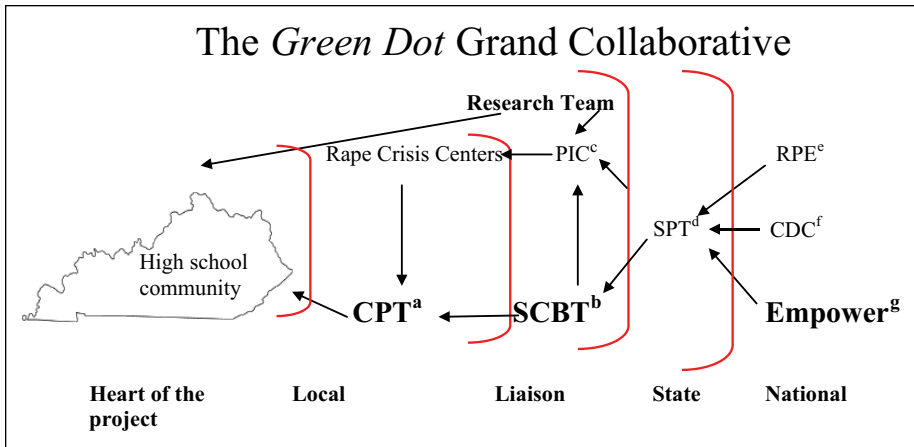 The Green Dot Grand Collaborative
Research Team
Rape Crisis Centers
PICᶜ
RPEᵉ
SPTᵈ
CDCᶠ
High school
community
CPTᵃ
SCBTᵇ
Empowerᵍ
Heart of the
project
Local
Liaison
State
National